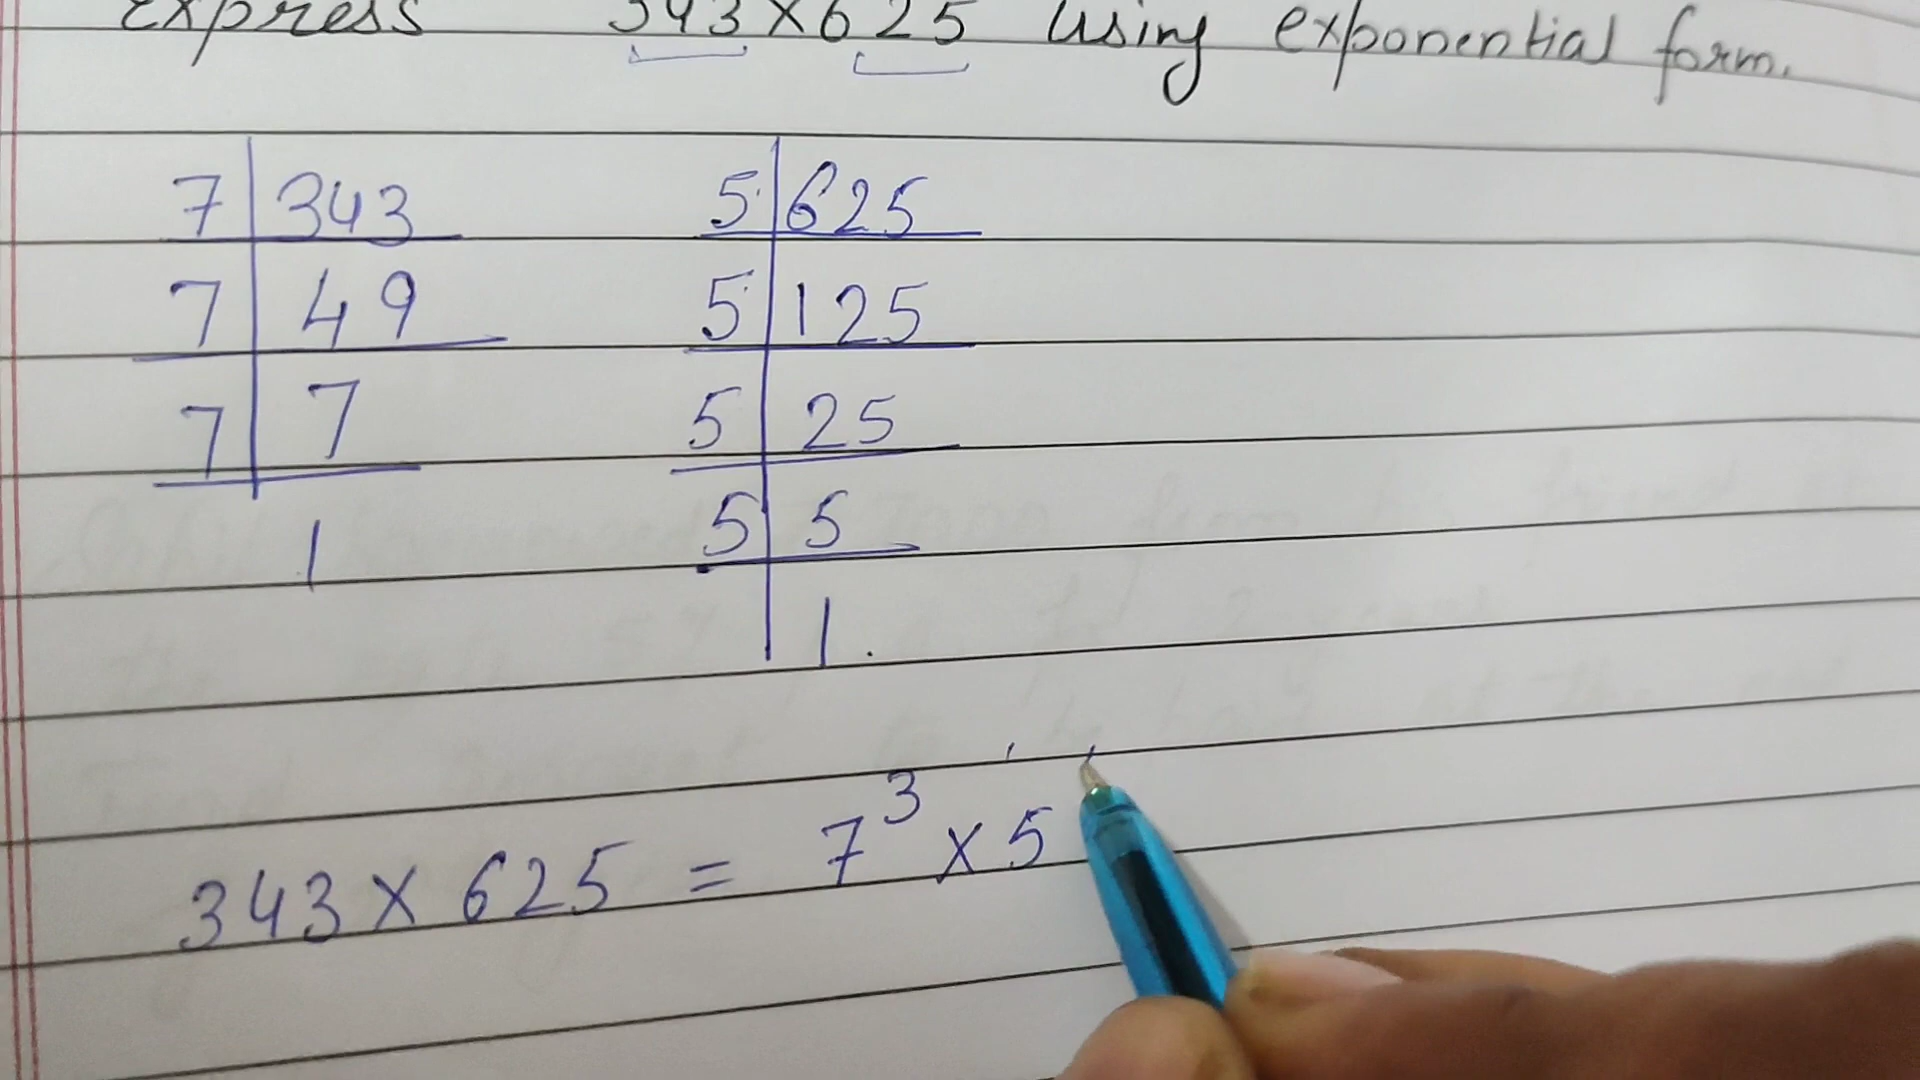 Express 343 × 625 using exponential form.
7 | 343
7 | 49
7 | 7
1
5 | 625
5 | 125
5 | 25
5 | 5
1.
343 × 625 = 7³ × 5